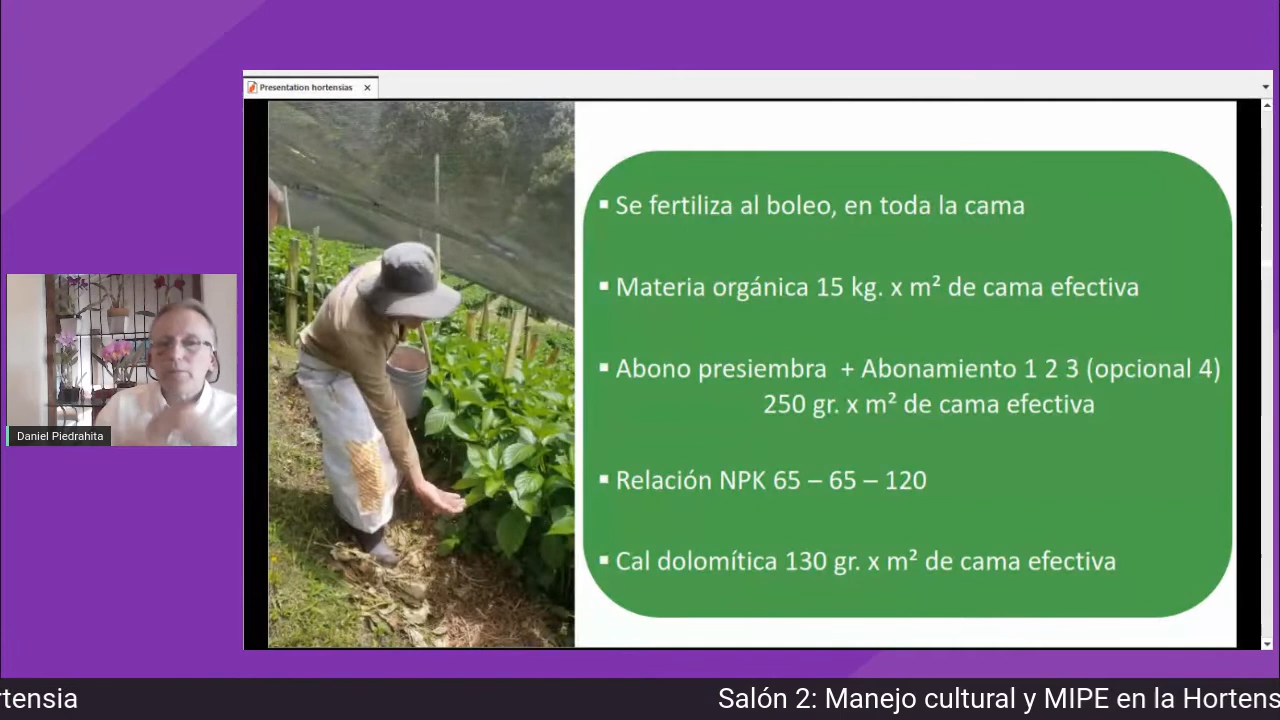 Presentation hortensias
▪ Se fertiliza al boleo, en toda la cama
▪ Materia orgánica 15 kg. x m² de cama efectiva
▪ Abono presiembra + Abonamiento 1 2 3 (opcional 4)
250 gr. x m² de cama efectiva
▪ Relación NPK 65 – 65 – 120
▪ Cal dolomítica 130 gr. x m² de cama efectiva
Daniel Piedrahita
rtensia
Salón 2: Manejo cultural y MIPE en la Hortens